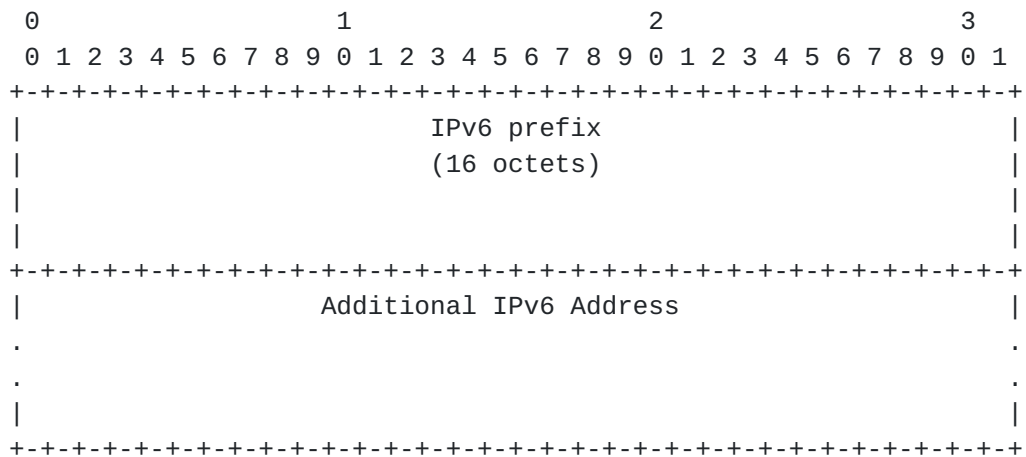 0                   1                   2                   3
 0 1 2 3 4 5 6 7 8 9 0 1 2 3 4 5 6 7 8 9 0 1 2 3 4 5 6 7 8 9 0 1
+-+-+-+-+-+-+-+-+-+-+-+-+-+-+-+-+-+-+-+-+-+-+-+-+-+-+-+-+-+-+-+-+
|                          IPv6 prefix                          |
|                          (16 octets)                          |
|                                                               |
|                                                               |
+-+-+-+-+-+-+-+-+-+-+-+-+-+-+-+-+-+-+-+-+-+-+-+-+-+-+-+-+-+-+-+-+
|                   Additional IPv6 Address                     |
.                                                               .
.                                                               .
|                                                               |
+-+-+-+-+-+-+-+-+-+-+-+-+-+-+-+-+-+-+-+-+-+-+-+-+-+-+-+-+-+-+-+-+